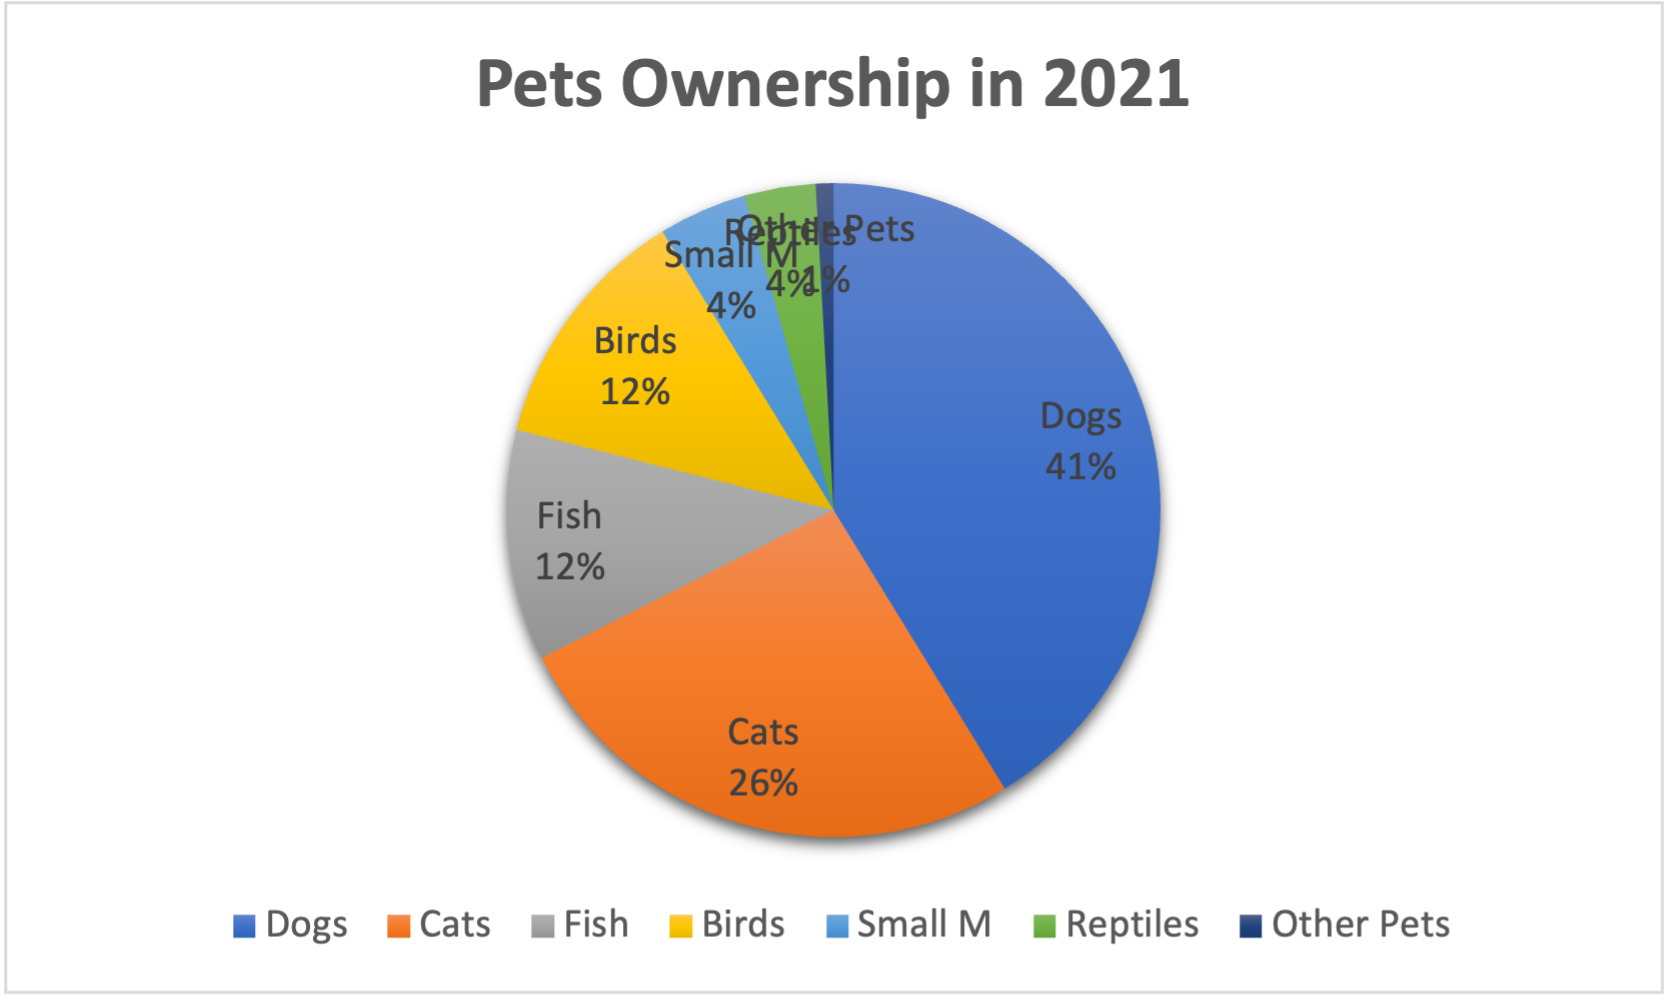 Pets Ownership in 2021
Other Pets
1%
Reptiles
4%
Small M
4%
Birds
12%
Fish
12%
Cats
26%
Dogs
41%
Dogs Cats Fish Birds Small M Reptiles Other Pets